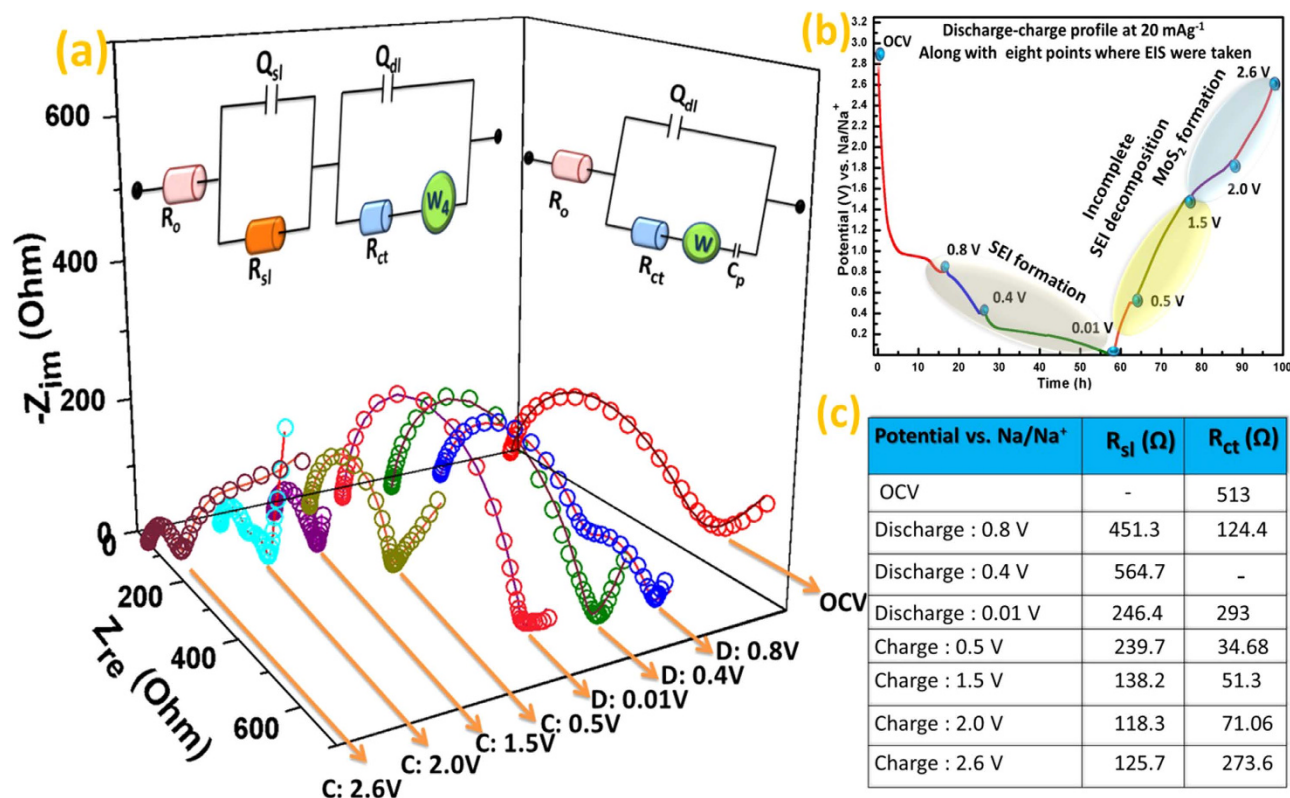 (a)
600
400
200
0
-Z_im (Ohm)
0
200
400
600
Z_re (Ohm)
Q_sl
Q_dl
R_o
R_sl
R_ct
W_4
Q_dl
R_o
R_ct
W
C_p
OCV
D: 0.8V
D: 0.4V
D: 0.01V
C: 0.5V
C: 1.5V
C: 2.0V
C: 2.6V
(b)
Discharge-charge profile at 20 mAg⁻¹
Along with eight points where EIS were taken
OCV
3.2
2.8
2.4
2.0
1.6
1.2
0.8
0.4
3.0
2.6
2.2
1.8
1.4
1.0
0.6
0.2
Potential (V) vs. Na/Na⁺
0 10 20 30 40 50 60 70 80 90 100
Time (h)
0.8 V
0.4 V
0.01 V
0.5 V
1.5 V
2.0 V
2.6 V
SEI formation
Incomplete
SEI decomposition
MoS₂ formation
(c)
Potential vs. Na/Na⁺ R_sl (Ω) R_ct (Ω)
OCV - 513
Discharge : 0.8 V 451.3 124.4
Discharge : 0.4 V 564.7 -
Discharge : 0.01 V 246.4 293
Charge : 0.5 V 239.7 34.68
Charge : 1.5 V 138.2 51.3
Charge : 2.0 V 118.3 71.06
Charge : 2.6 V 125.7 273.6